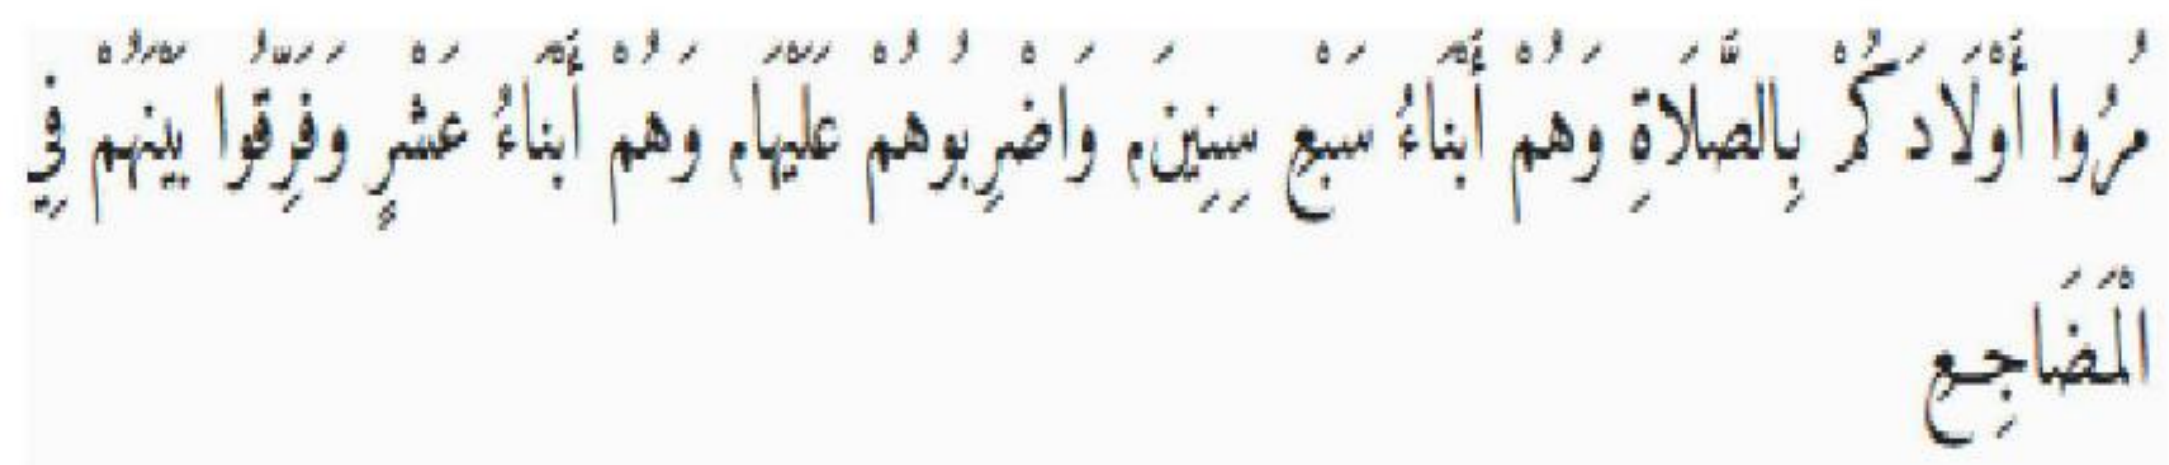 مُرُوا أَوْلَادَكُمْ بِالصَّلَاةِ وَهُمْ أَبْنَاءُ سَبْعِ سِنِينَ، وَاضْرِبُوهُمْ عَلَيْهَا، وَهُمْ أَبْنَاءُ عَشْرٍ وَفَرِّقُوا بَيْنَهُمْ فِي
الْمَضَاجِعِ